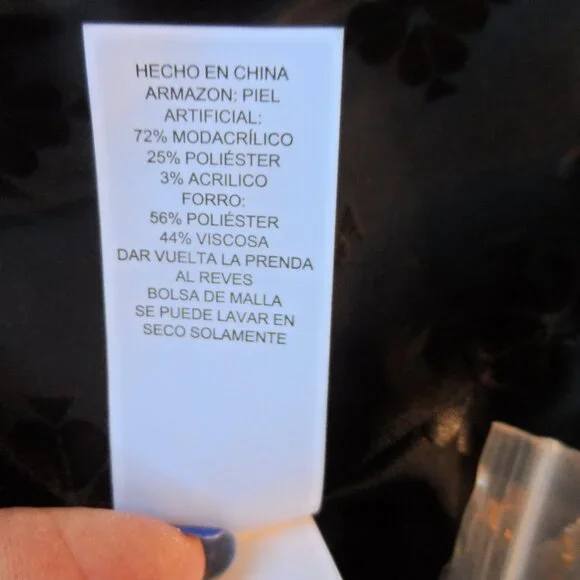 HECHO EN CHINA
ARMAZON: PIEL
ARTIFICIAL:
72% MODACRÍLICO
25% POLIÉSTER
3% ACRILICO
FORRO:
56% POLIÉSTER
44% VISCOSA
DAR VUELTA LA PRENDA
AL REVES
BOLSA DE MALLA
SE PUEDE LAVAR EN
SECO SOLAMENTE